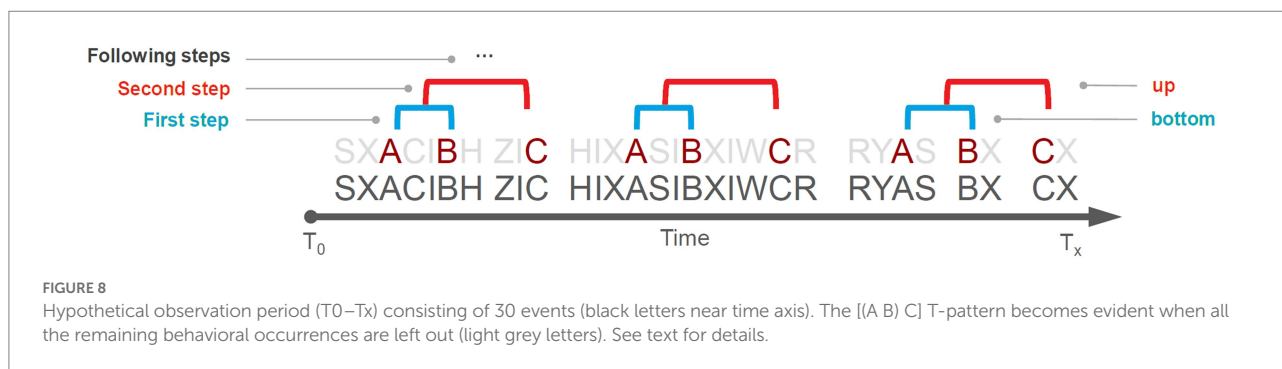 Following steps ...
Second step up
First step bottom
SXACIBH ZIC HIXASIBXIWCR RYAS BX CX
SXACIBH ZIC HIXASIBXIWCR RYAS BX CX
T0 Time Tx
FIGURE 8
Hypothetical observation period (T0–Tx) consisting of 30 events (black letters near time axis). The [(A B) C] T-pattern becomes evident when all
the remaining behavioral occurrences are left out (light grey letters). See text for details.